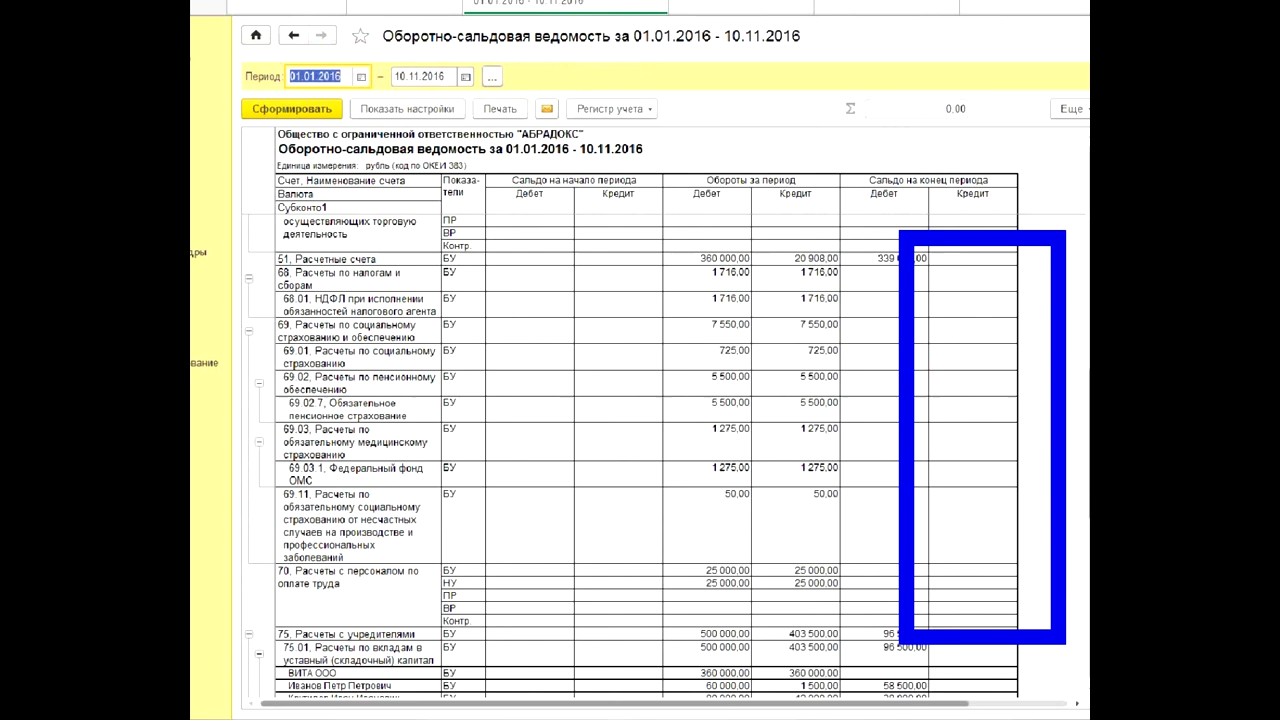 01.01.2016 - 10.11.2016
Оборотно-сальдовая ведомость за 01.01.2016 - 10.11.2016
Период: 01.01.2016 – 10.11.2016 ...
Сформировать Показать настройки Печать Регистр учета Σ 0.00 Еще
Общество с ограниченной ответственностью "АБРАДОКС"
Оборотно-сальдовая ведомость за 01.01.2016 - 10.11.2016
Единица измерения: рубль (код по ОКЕИ 383)
Счет, Наименование счета Показа- Сальдо на начало периода Обороты за период Сальдо на конец периода
Валюта тели Дебет Кредит Дебет Кредит Дебет Кредит
Субконто1
осуществляющих торговую ПР
деятельность ВР
Контр.
51, Расчетные счета БУ 360 000,00 20 908,00 339
68, Расчеты по налогам и БУ 1 716,00 1 716,00
сборам
68.01, НДФЛ при исполнении БУ 1 716,00 1 716,00
обязанностей налогового агента
69, Расчеты по социальному БУ 7 550,00 7 550,00
страхованию и обеспечению
69.01, Расчеты по социальному БУ 725,00 725,00
страхованию
69.02, Расчеты по пенсионному БУ 5 500,00 5 500,00
обеспечению
69.02.7, Обязательное БУ 5 500,00 5 500,00
пенсионное страхование
69.03, Расчеты по БУ 1 275,00 1 275,00
обязательному медицинскому
страхованию
69.03.1, Федеральный фонд БУ 1 275,00 1 275,00
ОМС
69.11, Расчеты по БУ 50,00 50,00
обязательному социальному
страхованию от несчастных
случаев на производстве и
профессиональных
заболеваний
70, Расчеты с персоналом по БУ 25 000,00 25 000,00
оплате труда НУ 25 000,00 25 000,00
ПР
ВР
Контр.
75, Расчеты с учредителями БУ 500 000,00 403 500,00 96
75.01, Расчеты по вкладам в БУ 500 000,00 403 500,00 96 500,00
уставный (складочный) капитал
ВИТА ООО БУ 360 000,00 360 000,00
Иванов Петр Петрович БУ 60 000,00 1 500,00 58 500,00